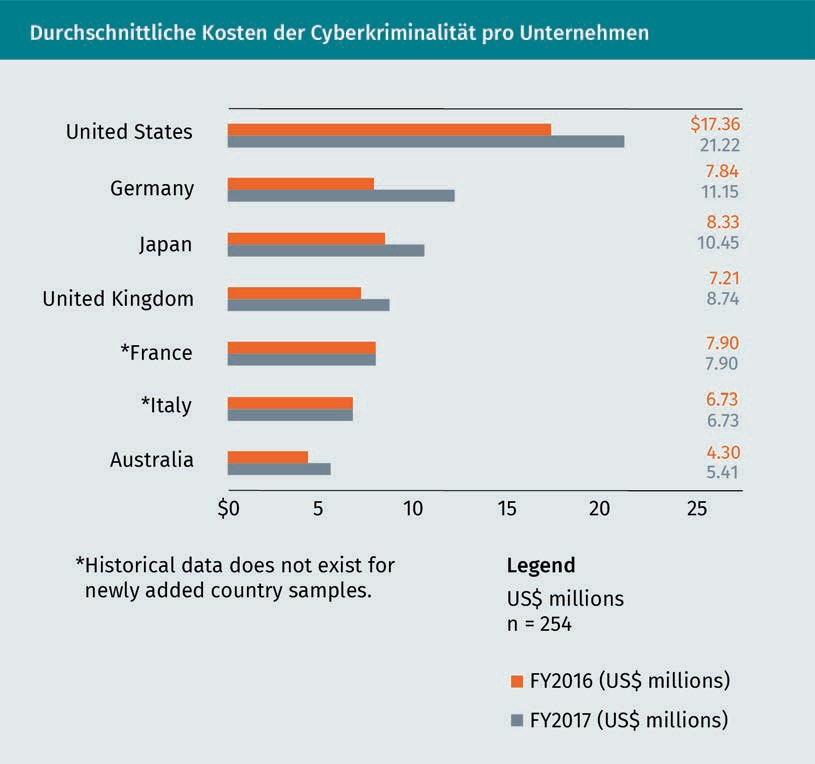 Durchschnittliche Kosten der Cyberkriminalität pro Unternehmen
United States
$17.36
21.22
Germany
7.84
11.15
Japan
8.33
10.45
United Kingdom
7.21
8.74
*France
7.90
7.90
*Italy
6.73
6.73
Australia
4.30
5.41
$0 5 10 15 20 25
*Historical data does not exist for
newly added country samples.
Legend
US$ millions
n = 254
FY2016 (US$ millions)
FY2017 (US$ millions)